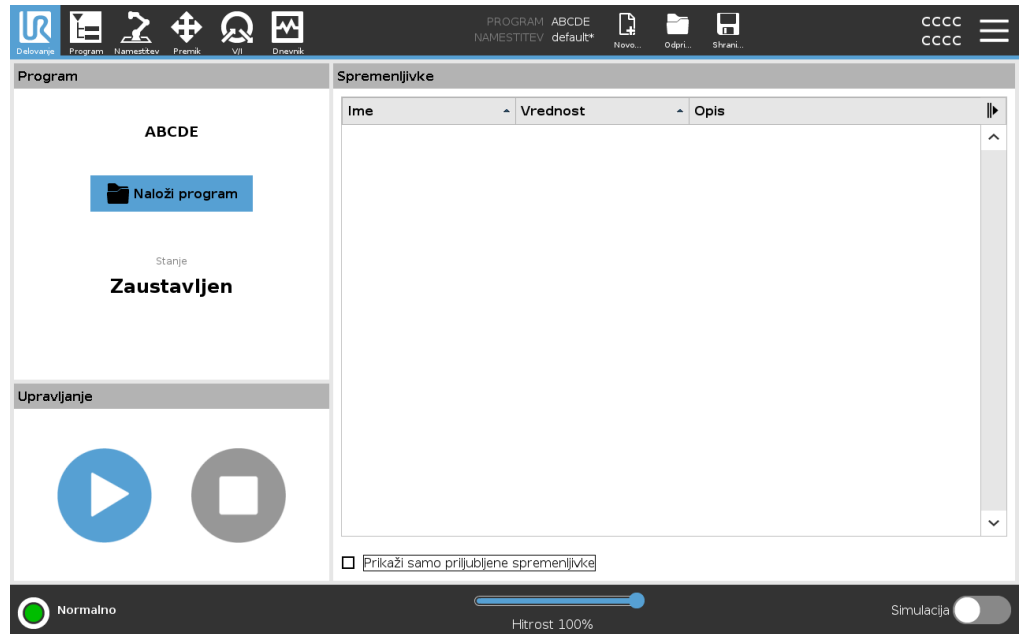 PROGRAM ABCDE
NAMESTITEV default*
CCCC
CCCC
Delovanje Program Namestitev Premik V/I Dnevnik Novo... Odpri... Shrani...
Program
ABCDE
Naloži program
Stanje
Zaustavljen
Upravljanje
Spremenljivke
Ime Vrednost Opis
Prikaži samo priljubljene spremenljivke
Normalno
Hitrost 100%
Simulacija